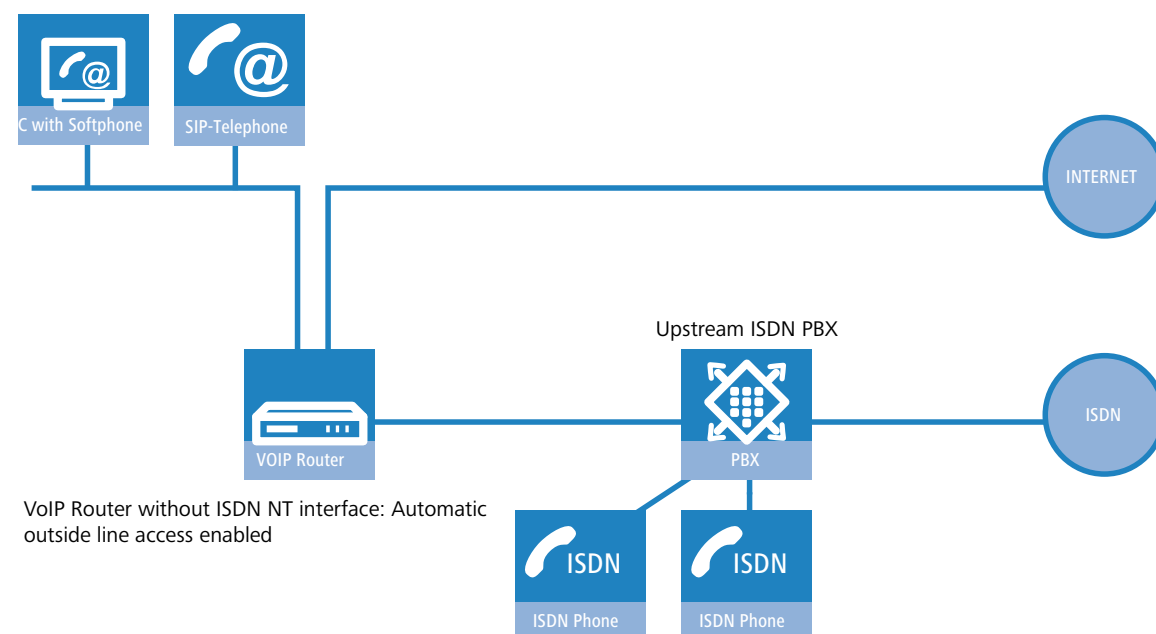 C with Softphone
SIP-Telephone
INTERNET
Upstream ISDN PBX
ISDN
VOIP Router
PBX
VoIP Router without ISDN NT interface: Automatic
outside line access enabled
ISDN
ISDN
ISDN Phone
ISDN Phone